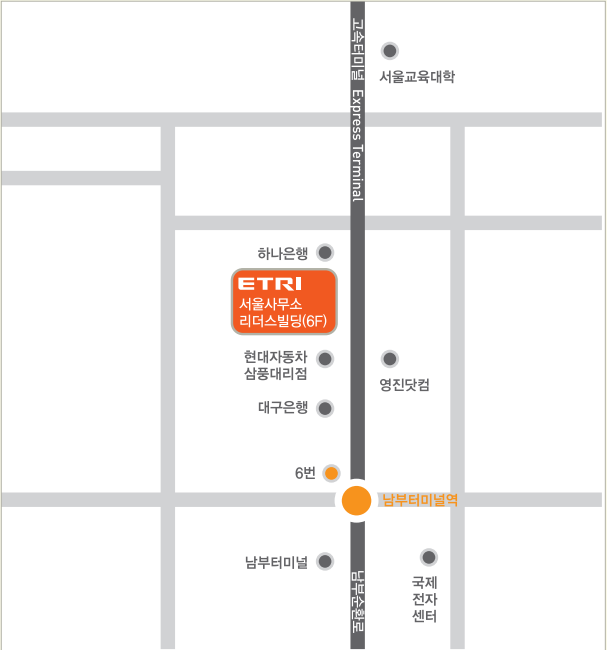 고속터미널 Express Terminal
서울교육대학
하나은행
ETRI
서울사무소
리더스빌딩(6F)
현대자동차
삼풍대리점
영진닷컴
대구은행
6번
남부터미널역
남부터미널
국제
전자
센터
남부순환로